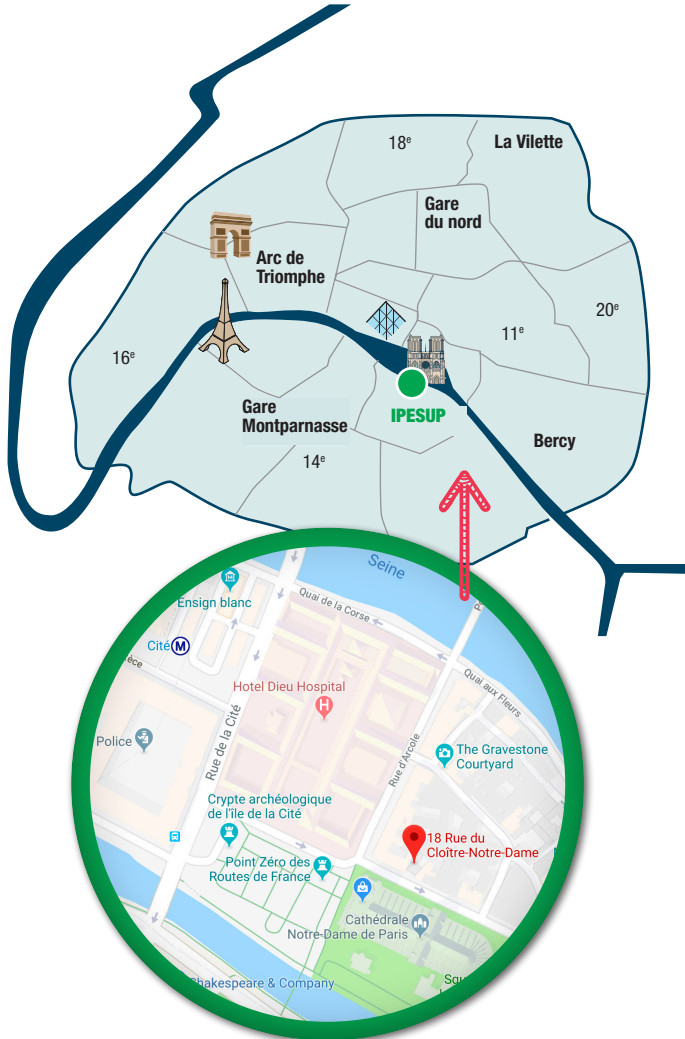 18e
La Vilette
Gare
du nord
Arc de
Triomphe
20e
11e
16e
IPESUP
Gare
Montparnasse
Bercy
14e
Seine
Ensign blanc
Quai de la Corse
Cité M
Quai aux Fleurs
Hotel Dieu Hospital
H
Police
Rue de la Cité
Rue d'Arcole
The Gravestone
Courtyard
Crypte archéologique
de l'île de la Cité
18 Rue du
Cloître-Notre-Dame
Point Zéro des
Routes de France
Cathédrale
Notre-Dame de Paris
Shakespeare & Company